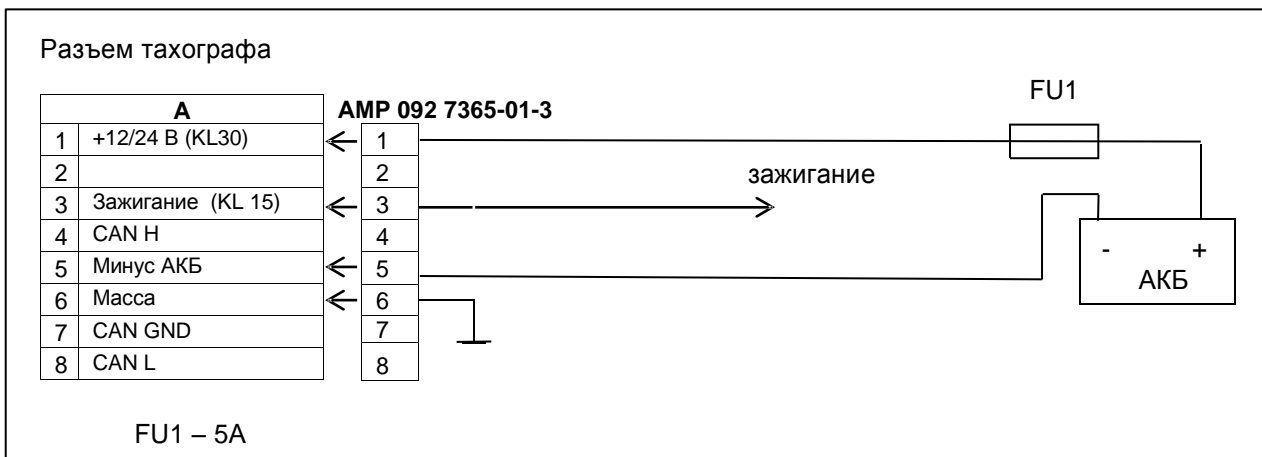 Разъем тахографа
FU1
А АМР 092 7365-01-3
1 +12/24 В (KL30) 1
2 2
зажигание
3 Зажигание (KL 15) 3
4 CAN H 4
5 Минус АКБ 5
6 Масса 6
7 CAN GND 7
8 CAN L 8
- +
АКБ
FU1 – 5А